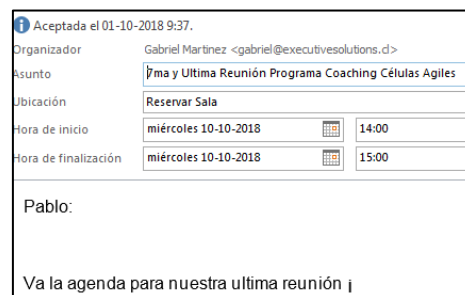 Aceptada el 01-10-2018 9:37.
Organizador Gabriel Martinez <gabriel@executivesolutions.cl>
Asunto 7ma y Ultima Reunión Programa Coaching Células Agiles
Ubicación Reservar Sala
Hora de inicio miércoles 10-10-2018 14:00
Hora de finalización miércoles 10-10-2018 15:00
Pablo:
Va la agenda para nuestra ultima reunión ¡